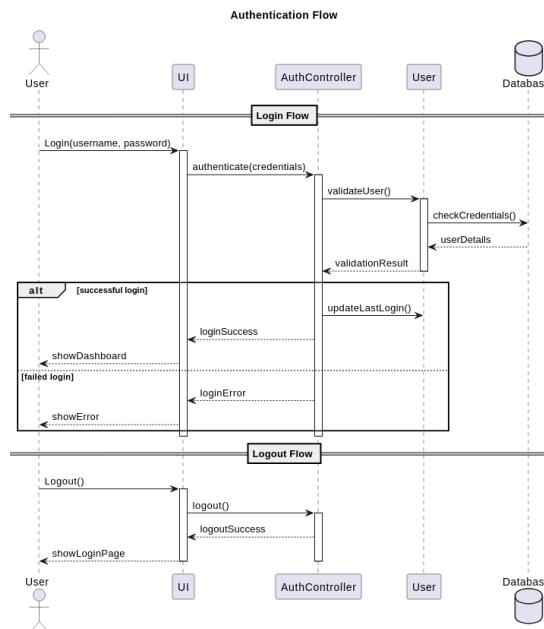 Authentication Flow
User UI AuthController User Databas
Login Flow
Login(username, password)
authenticate(credentials)
validateUser()
checkCredentials()
userDetails
validationResult
alt [successful login]
updateLastLogin()
loginSuccess
showDashboard
[failed login]
loginError
showError
Logout Flow
Logout()
logout()
logoutSuccess
showLoginPage
User UI AuthController User Databas